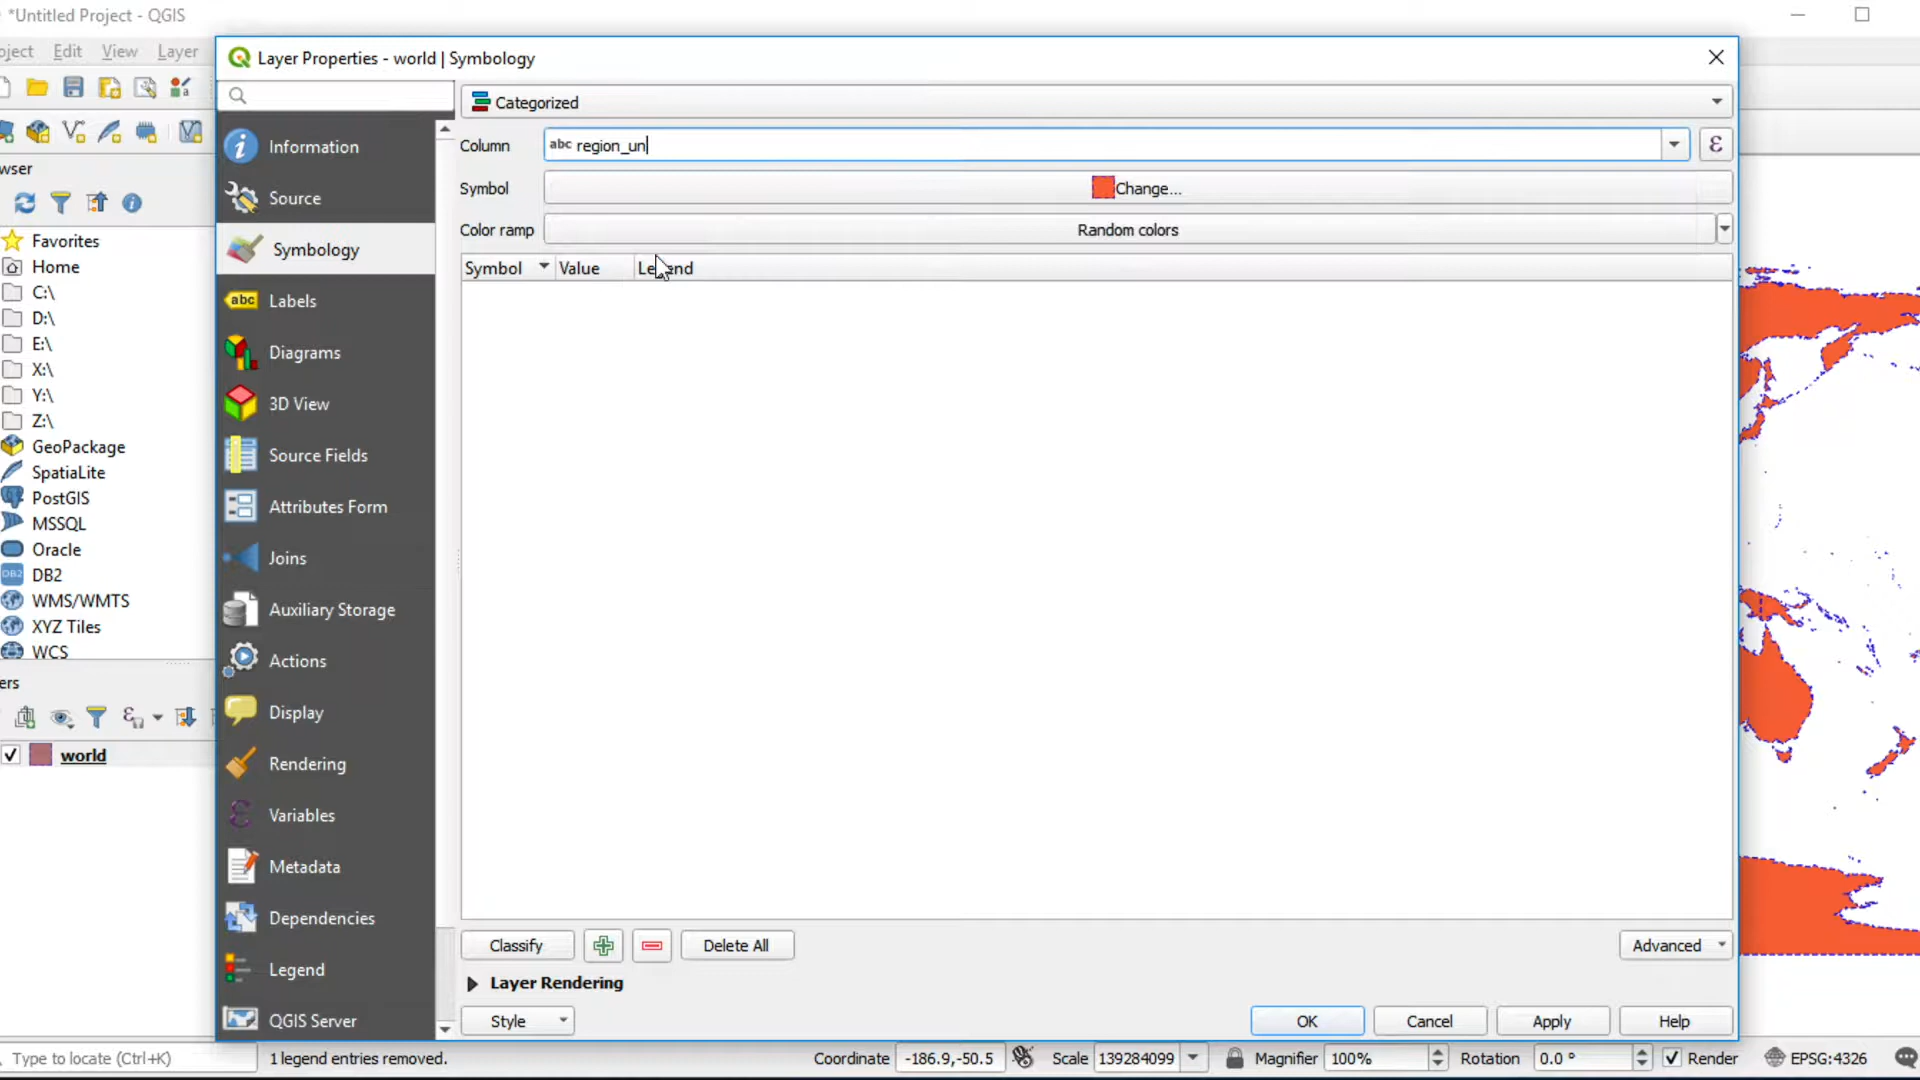 *Untitled Project - QGIS
oject Edit View Layer
Layer Properties - world | Symbology
Categorized
Column abc region_un ε
Symbol Change...
Color ramp Random colors
Symbol Value Legend
Information
Source
Symbology
abc Labels
Diagrams
3D View
Source Fields
Attributes Form
Joins
Auxiliary Storage
Actions
Display
Rendering
Variables
Metadata
Dependencies
Legend
QGIS Server
wser
Favorites
Home
C:\
D:\
E:\
X:\
Y:\
Z:\
GeoPackage
SpatiaLite
PostGIS
MSSQL
Oracle
DB2 DB2
WMS/WMTS
XYZ Tiles
WCS
ers
world
Classify Delete All Advanced
Layer Rendering
Style OK Cancel Apply Help
Type to locate (Ctrl+K) 1 legend entries removed. Coordinate -186.9,-50.5 Scale 139284099 Magnifier 100% Rotation 0.0 ° Render EPSG:4326